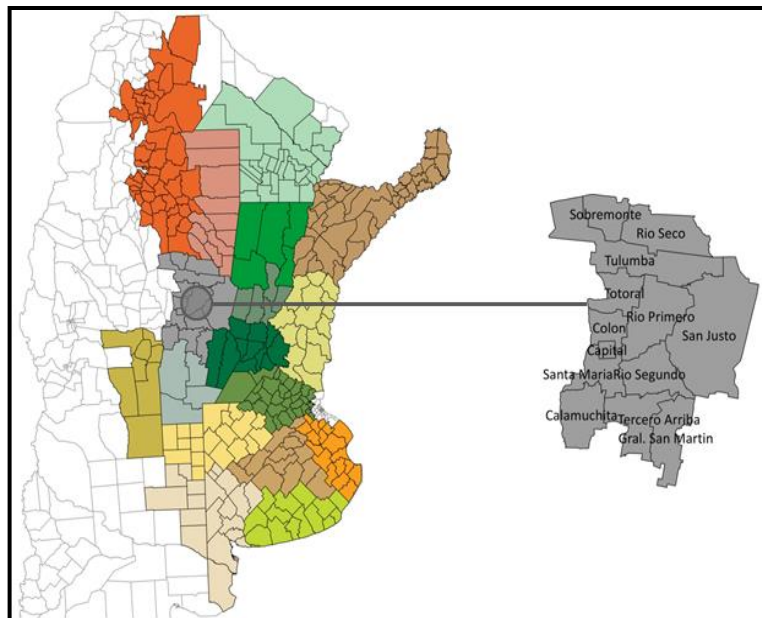 Sobremonte
Rio Seco
Tulumba
Totoral
Rio Primero
Colon
San Justo
Capital
Santa Maria
Rio Segundo
Calamuchita
Tercero Arriba
Gral. San Martin